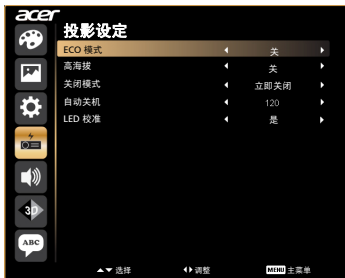 acer
投影设定
ECO 模式 关
高海拔 关
关闭模式 立即关闭
自动关机 120
LED 校准 是
3D
ABC
选择 调整 MENU 主菜单